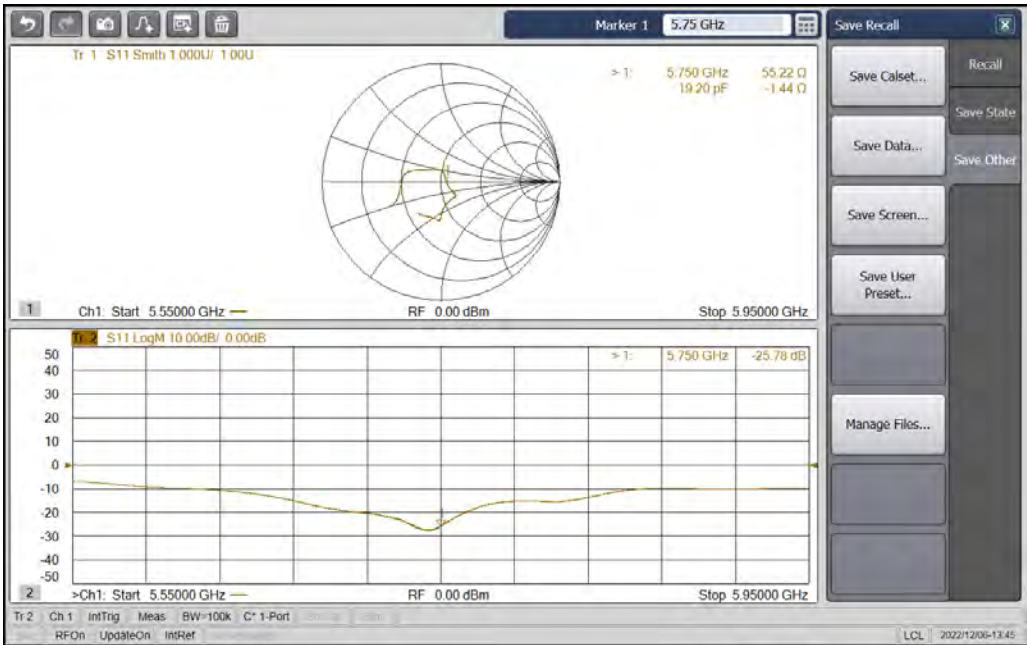 Marker 1 5.75 GHz
Save Recall
Tr 1 S11 Smith 1.000U/ 1.00U
> 1: 5.750 GHz 55.22 Ω
19.20 pF -1.44 Ω
1
Ch1: Start 5.55000 GHz
RF 0.00 dBm
Stop 5.95000 GHz
Tr 2 S11 LogM 10.00dB/ 0.00dB
> 1: 5.750 GHz -25.78 dB
50
40
30
20
10
0
-10
-20
-30
-40
-50
2
>Ch1: Start 5.55000 GHz
RF 0.00 dBm
Stop 5.95000 GHz
Save Calset...
Save Data...
Save Screen...
Save User
Preset...
Manage Files...
Recall
Save State
Save Other
Tr 2 Ch 1 IntTrig Meas BW=100k C* 1-Port
RFOn UpdateOn IntRef
LCL 2022/12/06-13:45